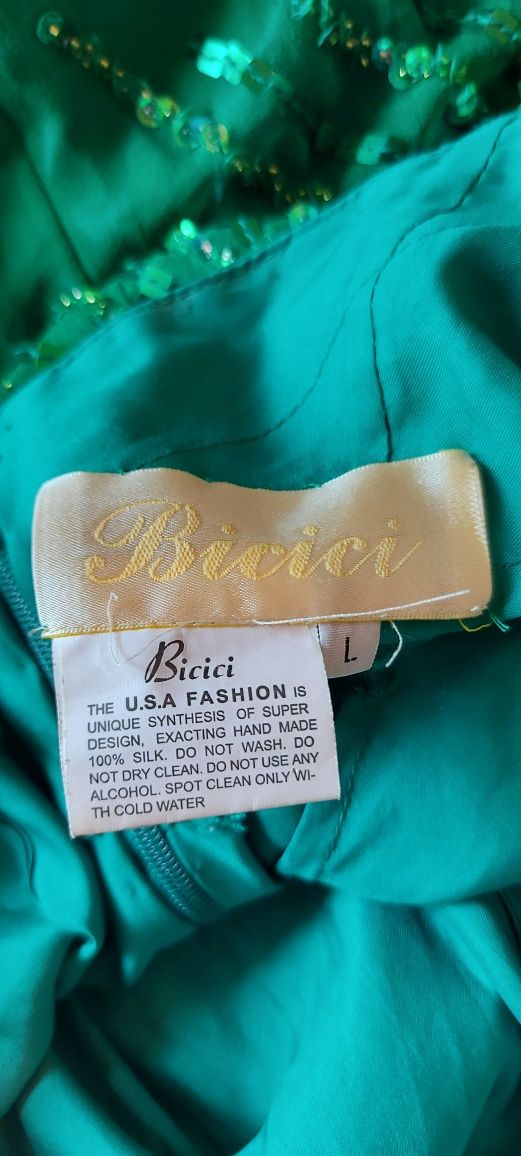 Bicici
Bicici
L
THE U.S.A FASHION IS
UNIQUE SYNTHESIS OF SUPER
DESIGN, EXACTING HAND MADE
100% SILK. DO NOT WASH. DO
NOT DRY CLEAN. DO NOT USE ANY
ALCOHOL. SPOT CLEAN ONLY WI-
TH COLD WATER